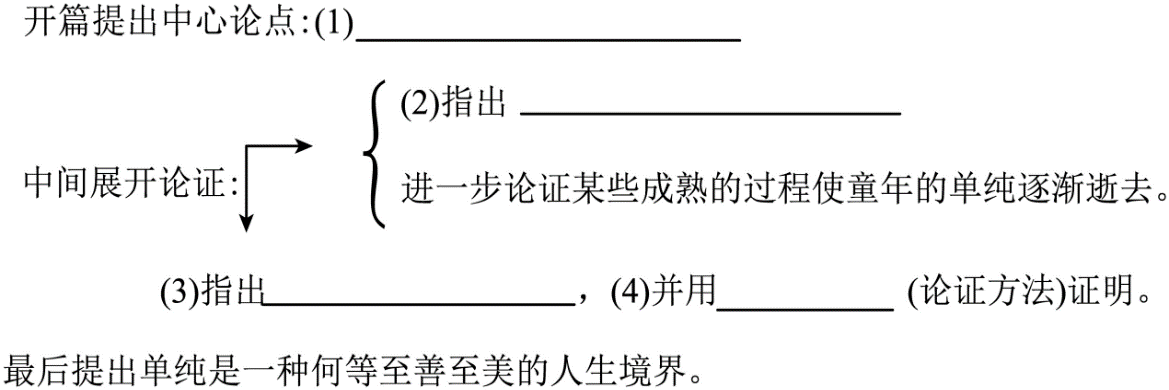 开篇提出中心论点:(1)
(2)指出
中间展开论证:
进一步论证某些成熟的过程使童年的单纯逐渐逝去。
(3)指出，(4)并用 (论证方法)证明。
最后提出单纯是一种何等至善至美的人生境界。